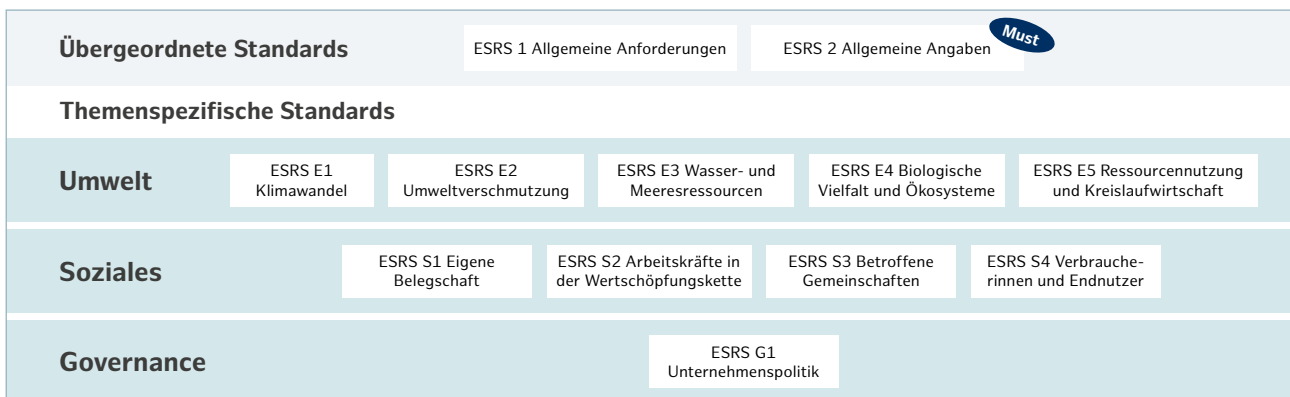 Übergeordnete Standards
ESRS 1 Allgemeine Anforderungen
ESRS 2 Allgemeine Angaben
Must
Themenspezifische Standards
Umwelt
ESRS E1
Klimawandel
ESRS E2
Umweltverschmutzung
ESRS E3 Wasser- und
Meeresressourcen
ESRS E4 Biologische
Vielfalt und Ökosysteme
ESRS E5 Ressourcennutzung
und Kreislaufwirtschaft
Soziales
ESRS S1 Eigene
Belegschaft
ESRS S2 Arbeitskräfte in
der Wertschöpfungskette
ESRS S3 Betroffene
Gemeinschaften
ESRS S4 Verbrauche-
rinnen und Endnutzer
Governance
ESRS G1
Unternehmenspolitik